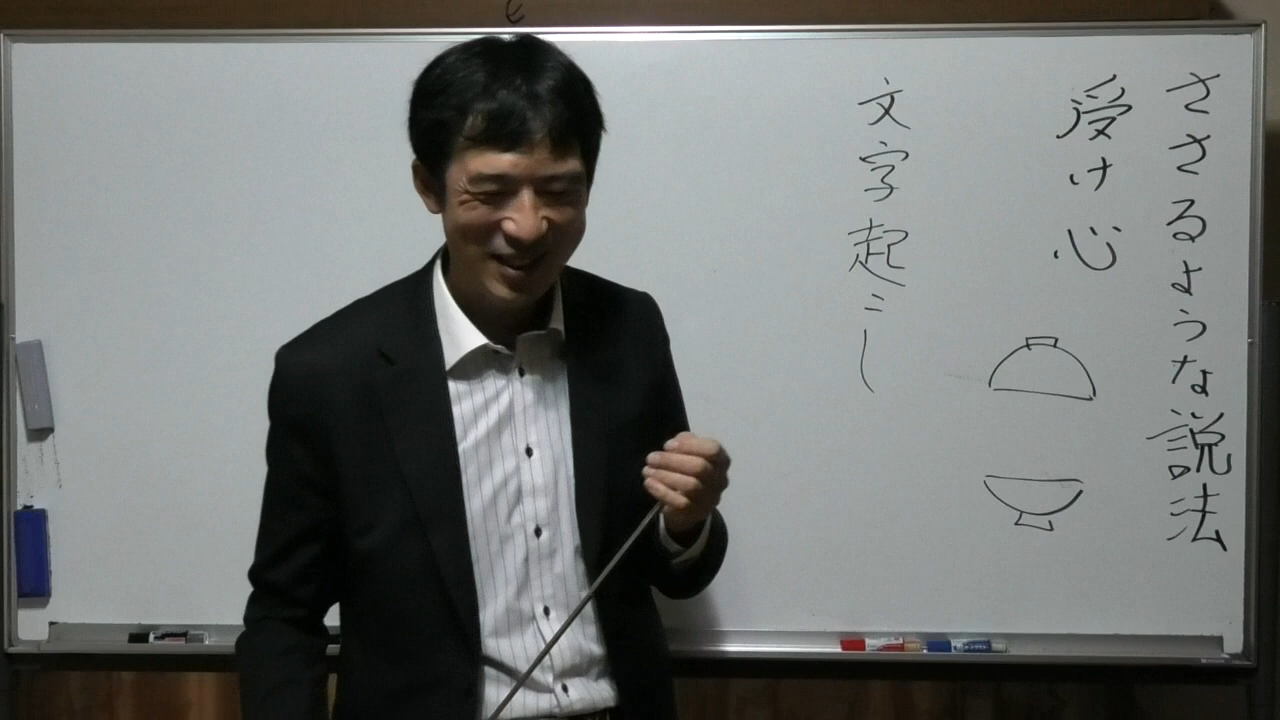 ささるような説法
受け心
文字起こし